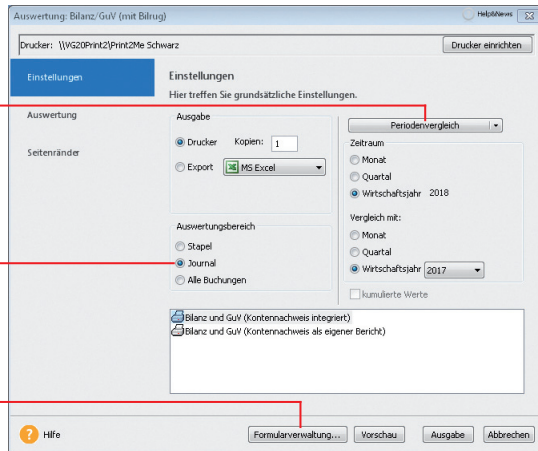 Auswertung: Bilanz/GuV (mit Bilrug)
Help&News
Drucker: \\VG20Print2\Print2Me Schwarz
Drucker einrichten
Einstellungen
Auswertung
Seitenränder
Einstellungen
Hier treffen Sie grundsätzliche Einstellungen.
Ausgabe
Drucker Kopien: 1
Export MS Excel
Auswertungsbereich
Stapel
Journal
Alle Buchungen
Periodenvergleich
Zeitraum
Monat
Quartal
Wirtschaftsjahr 2018
Vergleich mit:
Monat
Quartal
Wirtschaftsjahr 2017
kumulierte Werte
Bilanz und GuV (Kontennachweis integriert)
Bilanz und GuV (Kontennachweis als eigener Bericht)
? Hilfe
Formularverwaltung...
Vorschau
Ausgabe
Abbrechen